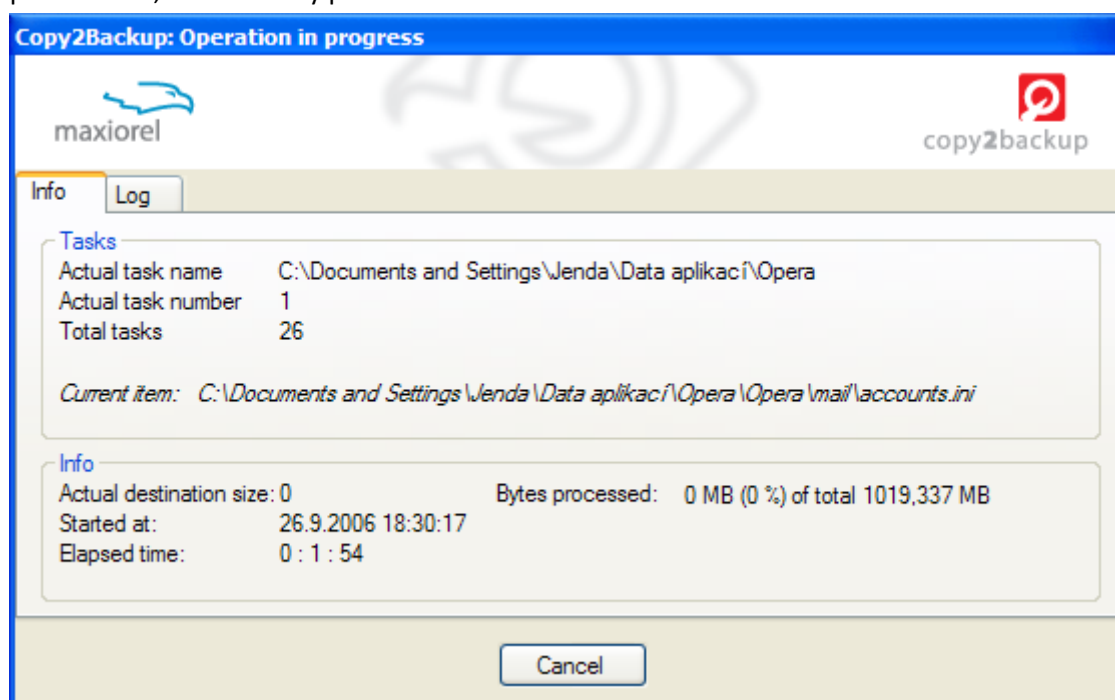 Copy2Backup: Operation in progress
maxiorel
copy2backup
Info Log
Tasks
Actual task name C:\Documents and Settings\Jenda\Data aplikací\Opera
Actual task number 1
Total tasks 26
Current item: C:\Documents and Settings\Jenda\Data aplikací\Opera\Opera\mail\accounts.ini
Info
Actual destination size: 0 Bytes processed: 0 MB (0 %) of total 1019,337 MB
Started at: 26.9.2006 18:30:17
Elapsed time: 0 : 1 : 54
Cancel